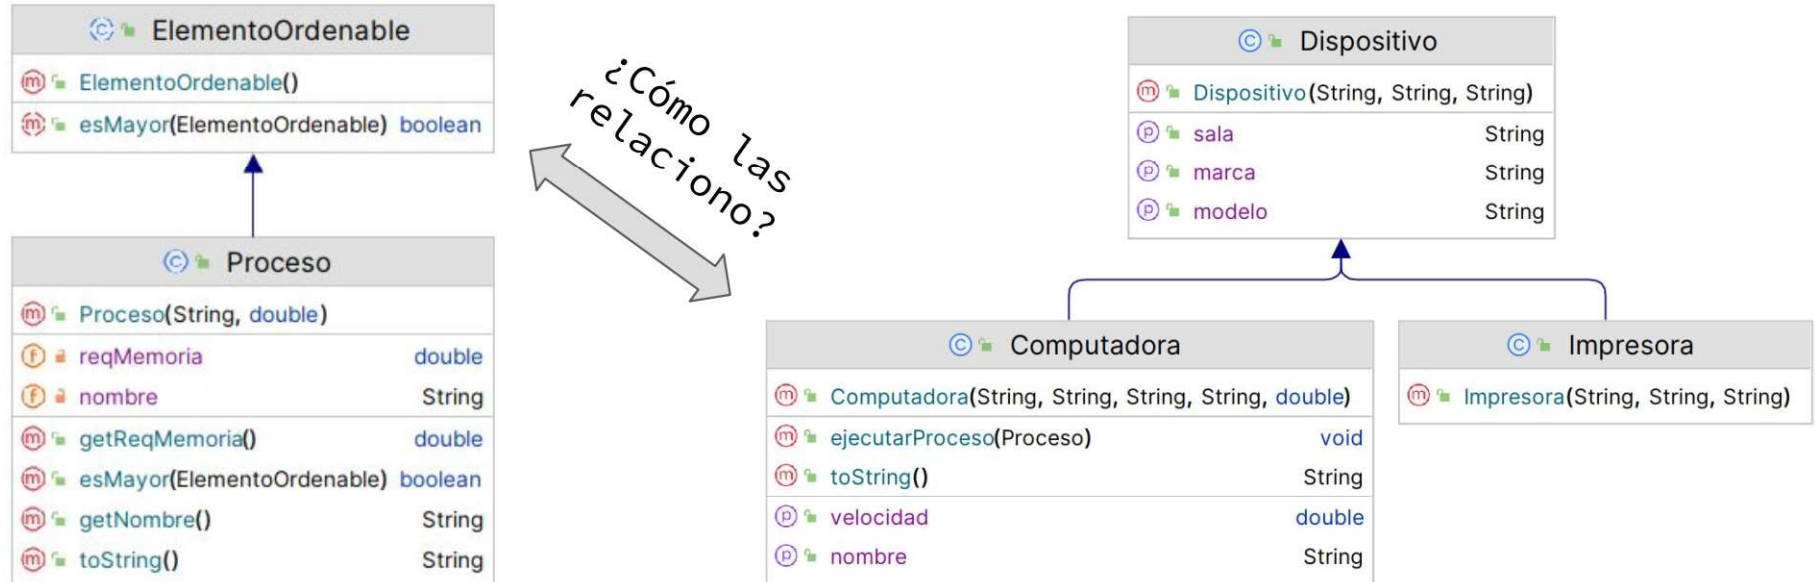 ElementoOrdenable
ElementoOrdenable()
esMayor(ElementoOrdenable) boolean
Proceso
Proceso(String, double)
reqMemoria double
nombre String
getReqMemoria() double
esMayor(ElementoOrdenable) boolean
getNombre() String
toString() String
¿Cómo las
relaciono?
Dispositivo
Dispositivo(String, String, String)
sala String
marca String
modelo String
Computadora
Computadora(String, String, String, String, double)
ejecutarProceso(Proceso) void
toString() String
velocidad double
nombre String
Impresora
Impresora(String, String, String)